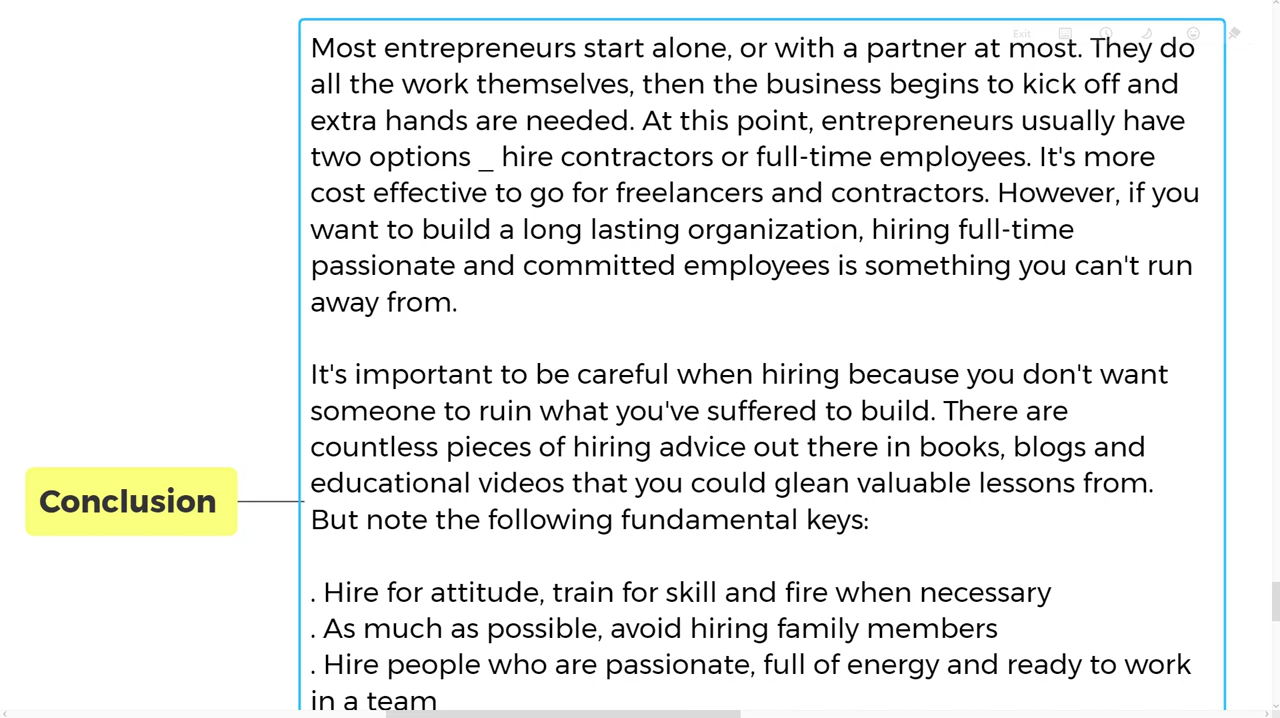 Exit
Most entrepreneurs start alone, or with a partner at most. They do
all the work themselves, then the business begins to kick off and
extra hands are needed. At this point, entrepreneurs usually have
two options _ hire contractors or full-time employees. It's more
cost effective to go for freelancers and contractors. However, if you
want to build a long lasting organization, hiring full-time
passionate and committed employees is something you can't run
away from.
It's important to be careful when hiring because you don't want
someone to ruin what you've suffered to build. There are
countless pieces of hiring advice out there in books, blogs and
educational videos that you could glean valuable lessons from.
But note the following fundamental keys:
. Hire for attitude, train for skill and fire when necessary
. As much as possible, avoid hiring family members
. Hire people who are passionate, full of energy and ready to work
in a team
Conclusion